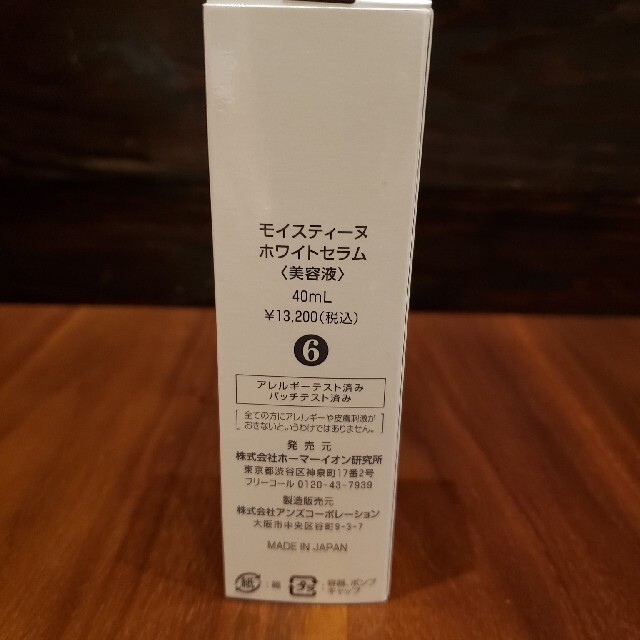 モイスティーヌ
ホワイトセラム
〈美容液〉
40mL
¥13,200(税込)
6
アレルギーテスト済み
パッチテスト済み
全ての方にアレルギーや皮膚刺激が
おきないというわけではありません。
発売元
株式会社ホーマーイオン研究所
東京都渋谷区神泉町17番2号
フリーコール 0120-43-7939
製造販売元
株式会社アンズコーポレーション
大阪市中央区谷町9-3-7
MADE IN JAPAN
紙 : 箱
プラ : 容器、ポンプ
キャップ